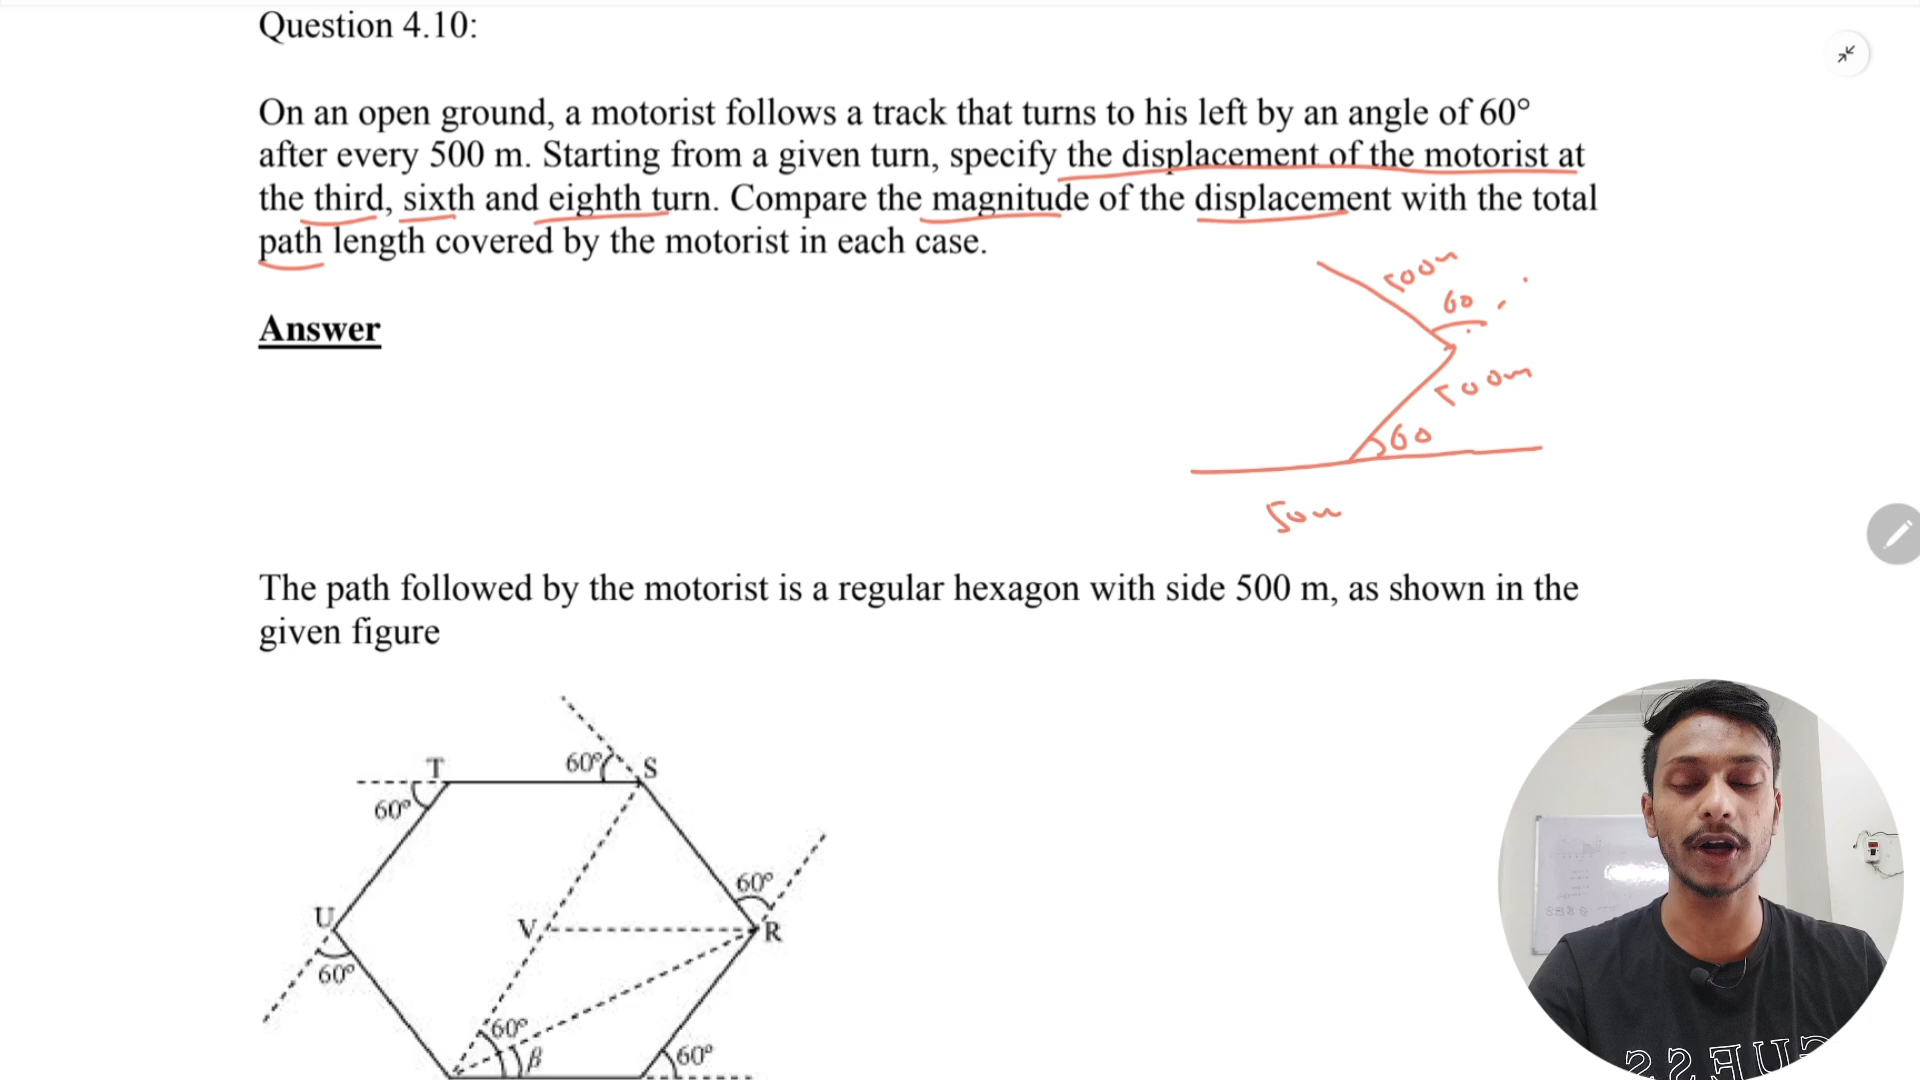 Question 4.10:
On an open ground, a motorist follows a track that turns to his left by an angle of 60°
after every 500 m. Starting from a given turn, specify the displacement of the motorist at
the third, sixth and eighth turn. Compare the magnitude of the displacement with the total
path length covered by the motorist in each case.
500m
60
Answer
500m
60
50m
The path followed by the motorist is a regular hexagon with side 500 m, as shown in the
given figure
T
60°
S
60°
60°
U
V
R
60°
60°
β
60°
GUESS